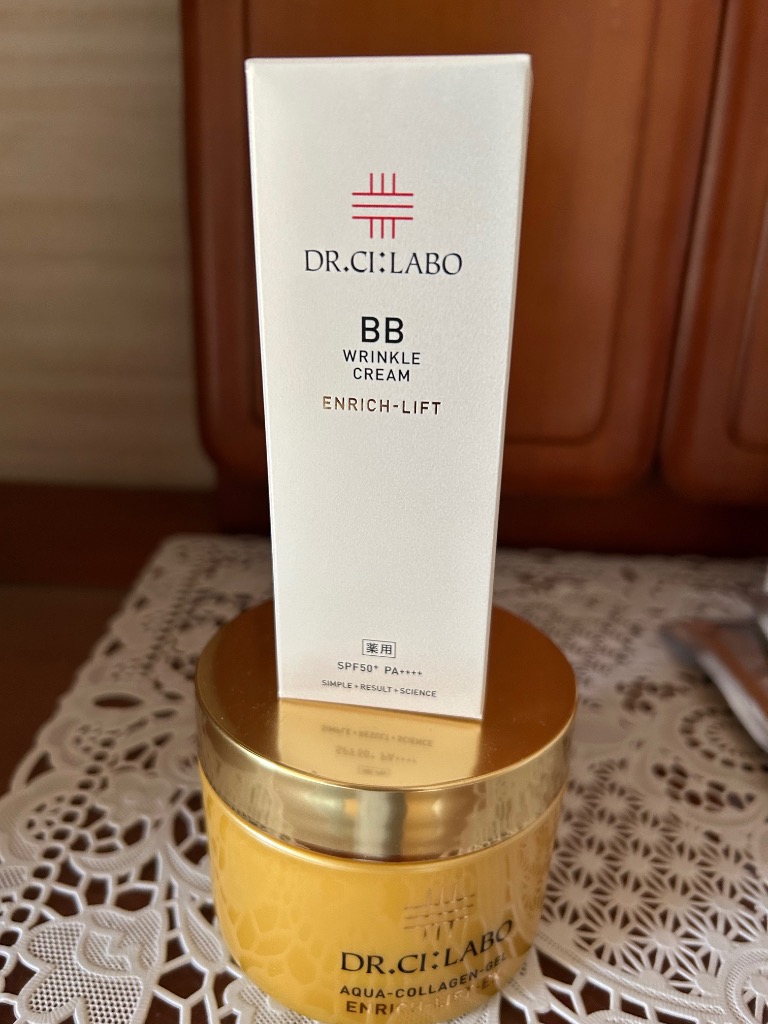 DR.CI:LABO
BB
WRINKLE
CREAM
ENRICH-LIFT
薬用
SPF50+ PA++++
SIMPLE+RESULT+SCIENCE
DR.CI:LABO
AQUA-COLLAGEN-GEL